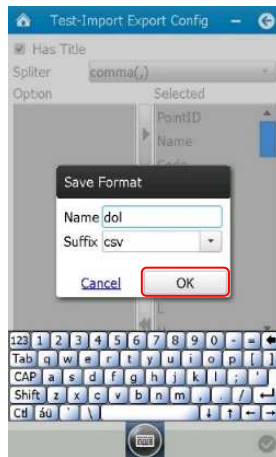 Test-Import Export Config
Has Title
Spliter comma(,)
Option Selected
PointID
Name
Code
Save Format
Name dol
Suffix csv
Cancel OK
L
123 1 2 3 4 5 6 7 8 9 0 - =
Tab q w e r t y u i o p [ ]
CAP a s d f g h j k l ; '
Shift z x c v b n m , . /
Ctl áü ` \